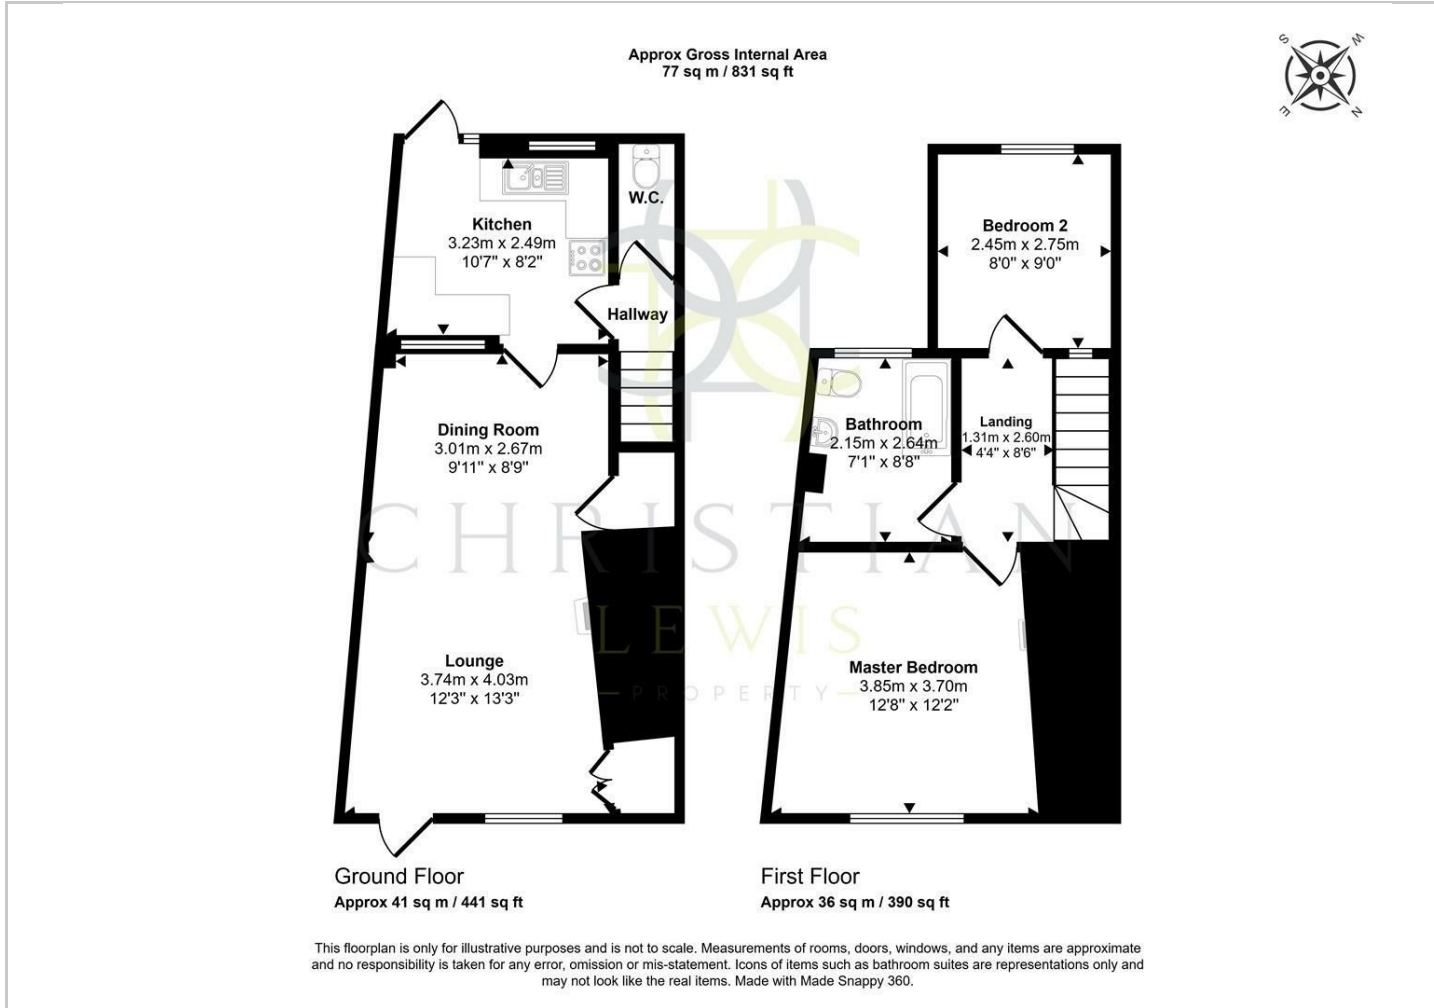 Approx Gross Internal Area
77 sq m / 831 sq ft
S
W
E
N
Kitchen
3.23m x 2.49m
10'7" x 8'2"
W.C.
Hallway
Dining Room
3.01m x 2.67m
9'11" x 8'9"
Lounge
3.74m x 4.03m
12'3" x 13'3"
Bedroom 2
2.45m x 2.75m
8'0" x 9'0"
Bathroom
2.15m x 2.64m
7'1" x 8'8"
Landing
1.31m x 2.60m
4'4" x 8'6"
Master Bedroom
3.85m x 3.70m
12'8" x 12'2"
CHRISTIAN
LEWIS
PROPERTY
Ground Floor
Approx 41 sq m / 441 sq ft
First Floor
Approx 36 sq m / 390 sq ft
This floorplan is only for illustrative purposes and is not to scale. Measurements of rooms, doors, windows, and any items are approximate
and no responsibility is taken for any error, omission or mis-statement. Icons of items such as bathroom suites are representations only and
may not look like the real items. Made with Made Snappy 360.